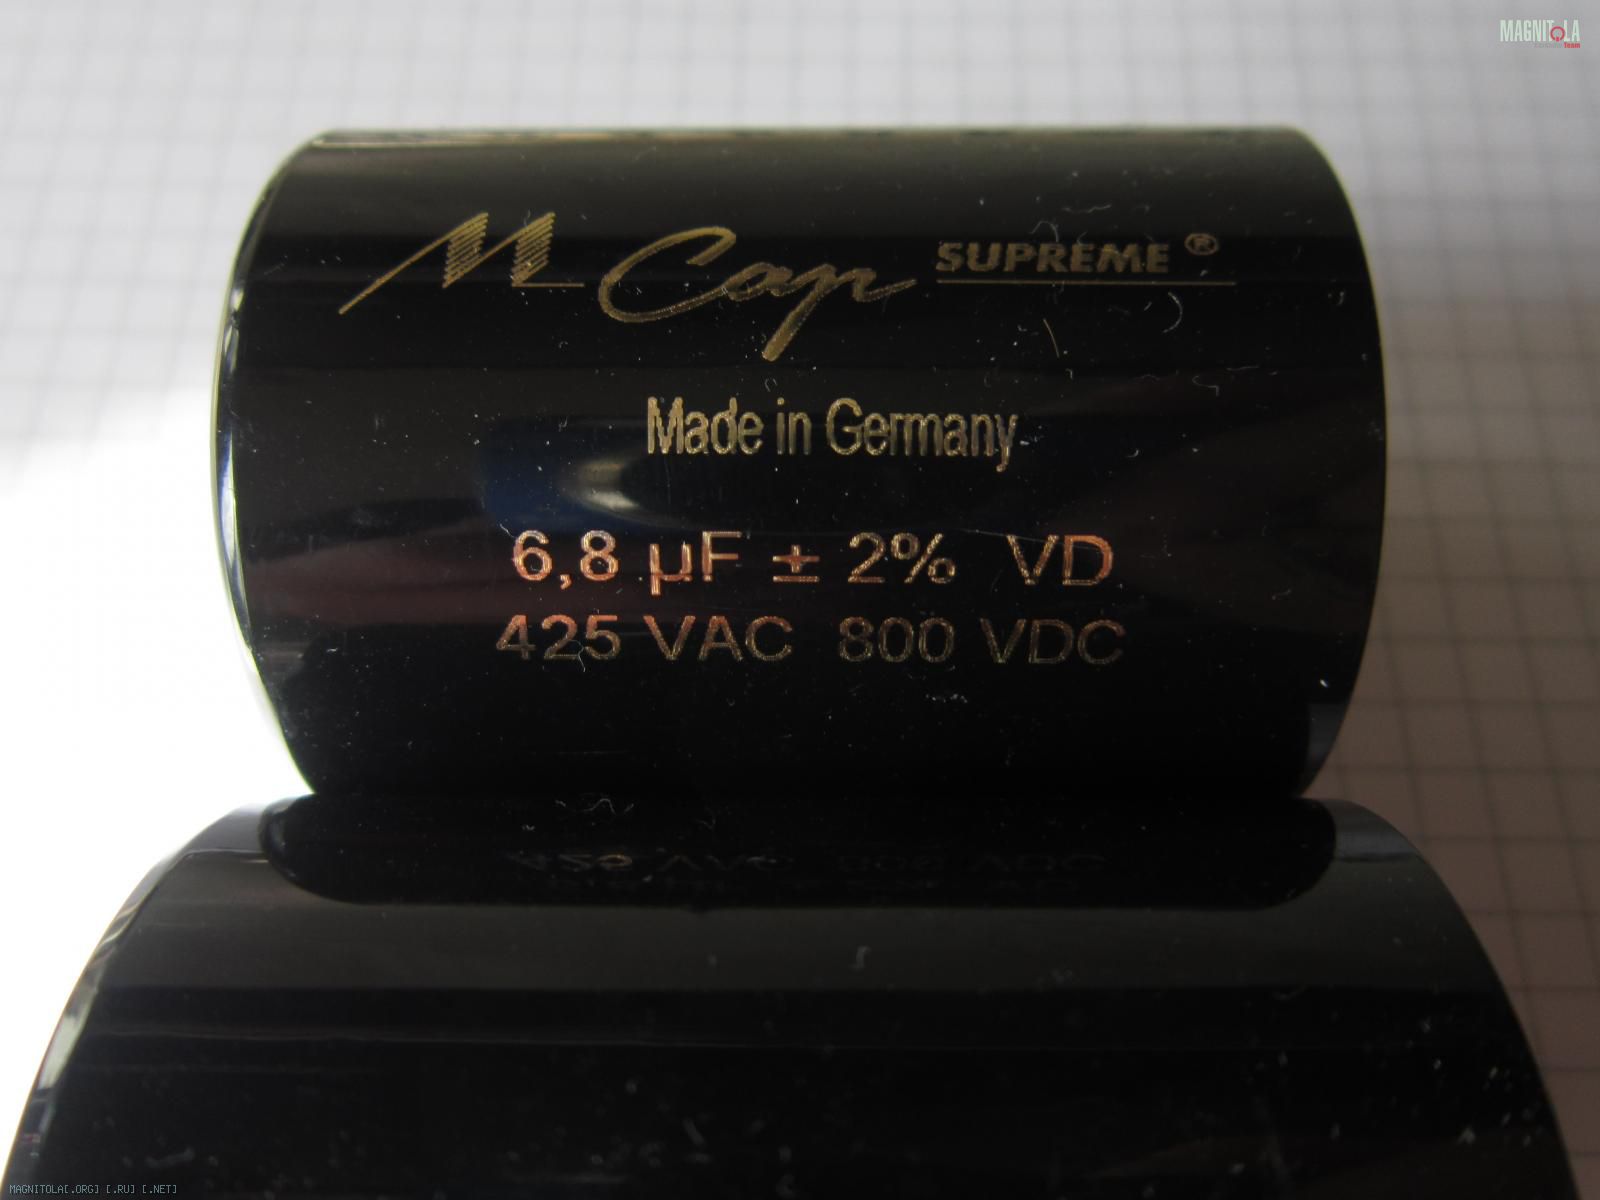 MAGNITOLA
Team
M Cap SUPREME ®
Made in Germany
6,8 µF ± 2% VD
425 VAC 800 VDC
MAGNITOLA[.ORG] [.RU] [.NET]